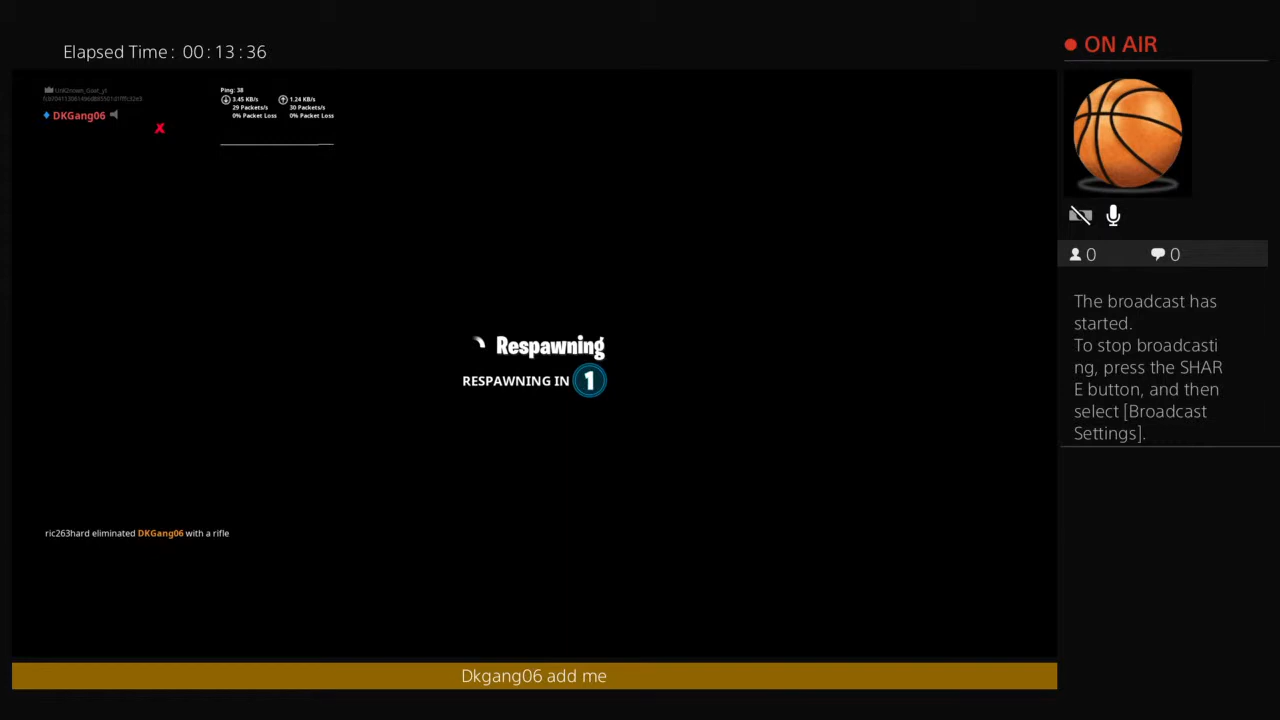 Elapsed Time: 00:13:36
ON AIR
Ping: 38
3.45 KB/s
1.24 KB/s
29 Packets/s
30 Packets/s
0% Packet Loss
0% Packet Loss
DKGang06
0
0
The broadcast has
started.
To stop broadcasti
ng, press the SHAR
E button, and then
select [Broadcast
Settings].
Respawning
RESPAWNING IN 1
ric263hard eliminated DKGang06 with a rifle
Dkgang06 add me